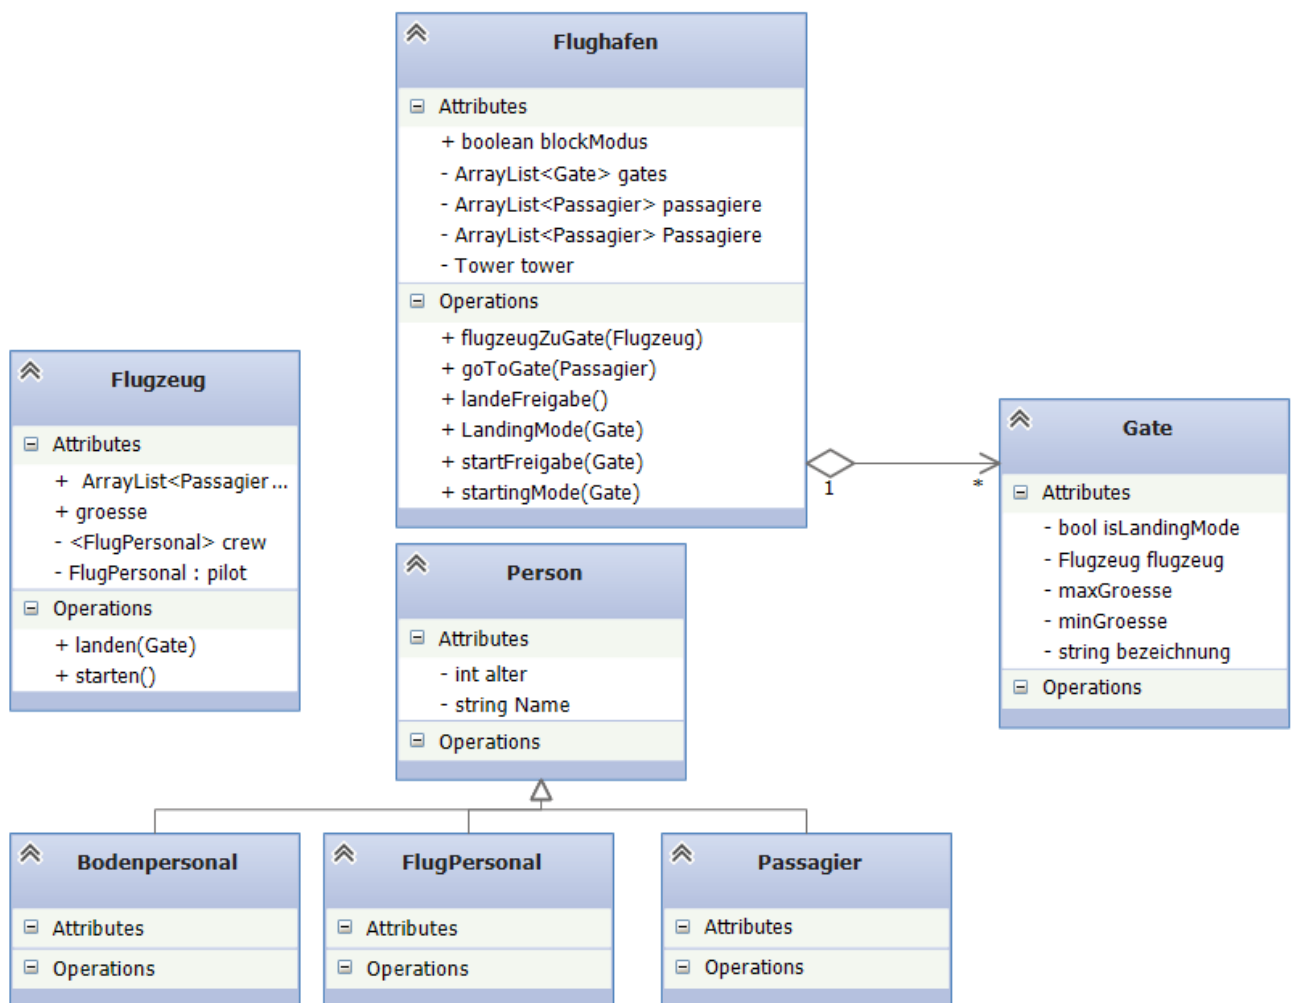 Flughafen
Attributes
+ boolean blockModus
- ArrayList<Gate> gates
- ArrayList<Passagier> passagiere
- ArrayList<Passagier> Passagiere
- Tower tower
Operations
+ flugzeugZuGate(Flugzeug)
+ goToGate(Passagier)
+ landeFreigabe()
+ LandingMode(Gate)
+ startFreigabe(Gate)
+ startingMode(Gate)
1
*
Flugzeug
Attributes
+ ArrayList<Passagier...
+ groesse
- <FlugPersonal> crew
- FlugPersonal : pilot
Operations
+ landen(Gate)
+ starten()
Gate
Attributes
- bool isLandingMode
- Flugzeug flugzeug
- maxGroesse
- minGroesse
- string bezeichnung
Operations
Person
Attributes
- int alter
- string Name
Operations
Bodenpersonal
Attributes
Operations
FlugPersonal
Attributes
Operations
Passagier
Attributes
Operations